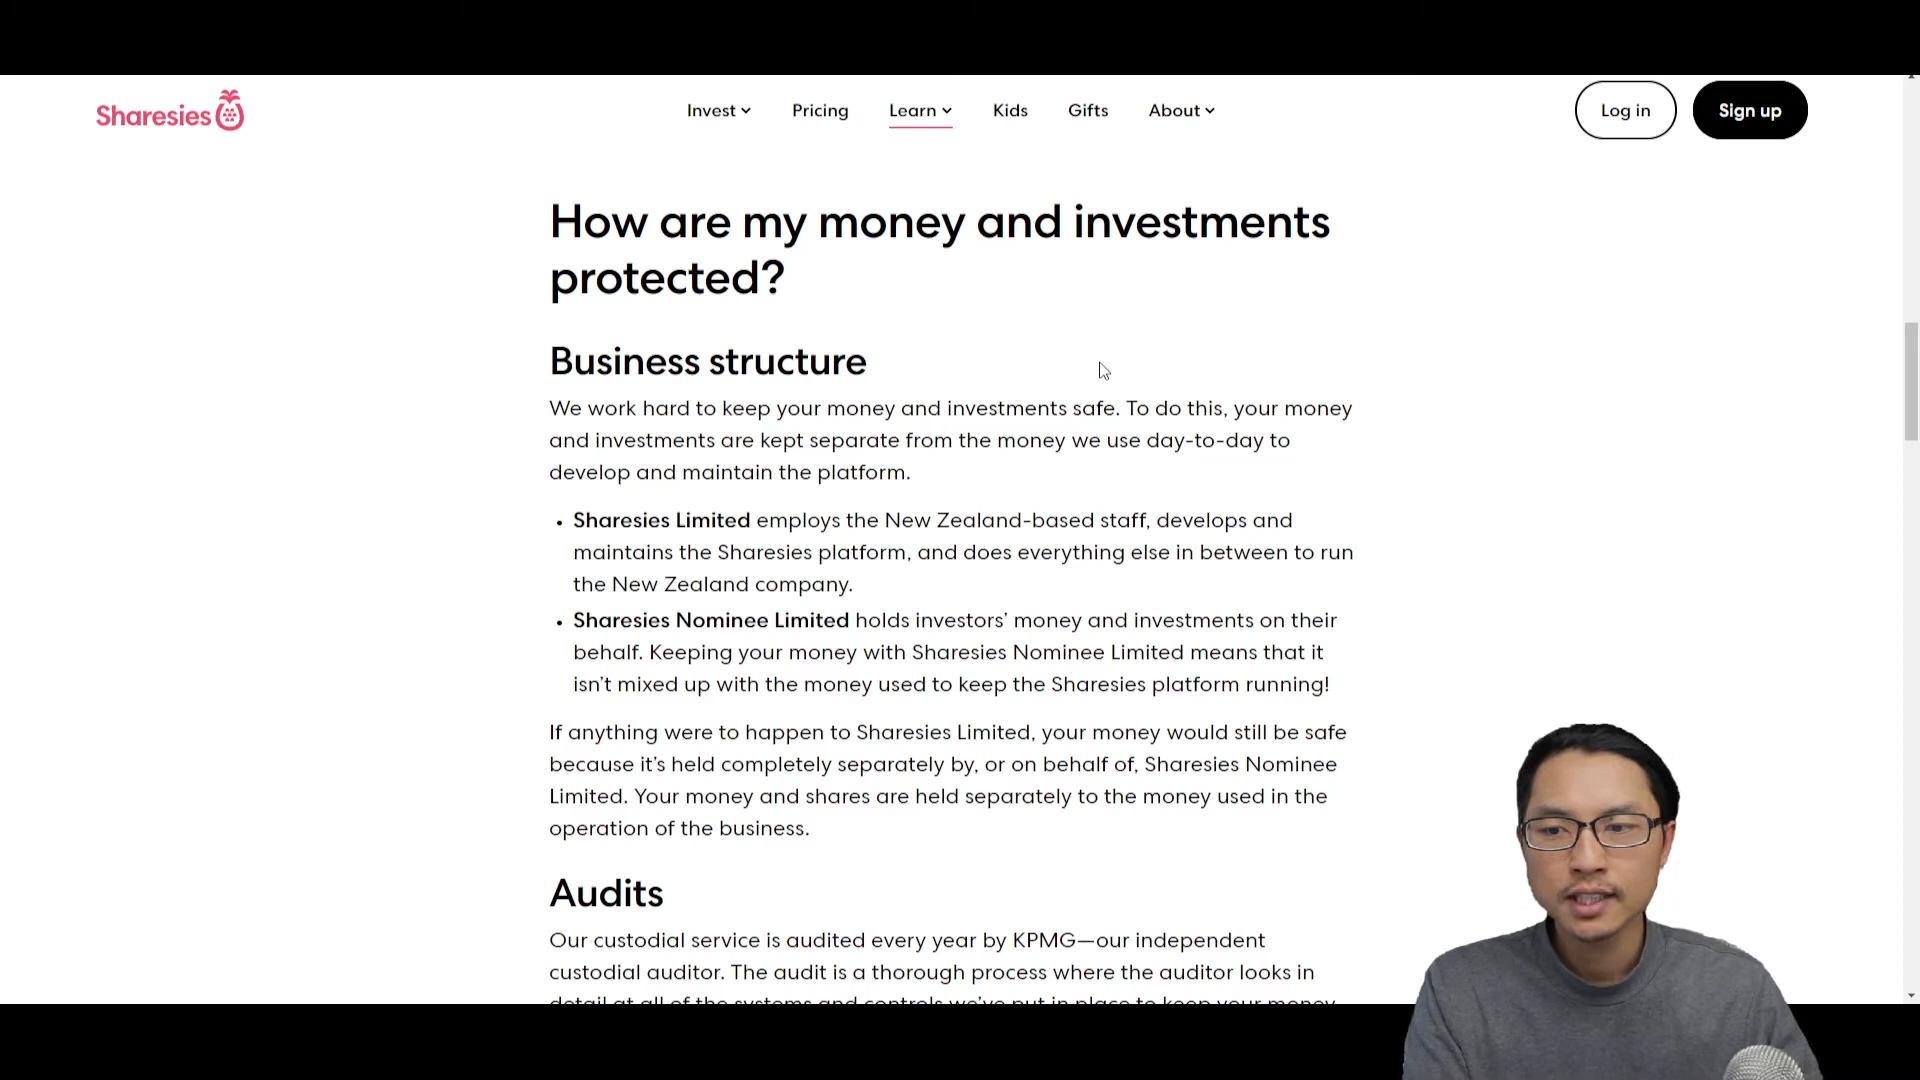 Sharesies
Invest
Pricing
Learn
Kids
Gifts
About
Log in
Sign up
How are my money and investments
protected?
Business structure
We work hard to keep your money and investments safe. To do this, your money
and investments are kept separate from the money we use day-to-day to
develop and maintain the platform.
• Sharesies Limited employs the New Zealand-based staff, develops and
maintains the Sharesies platform, and does everything else in between to run
the New Zealand company.
• Sharesies Nominee Limited holds investors’ money and investments on their
behalf. Keeping your money with Sharesies Nominee Limited means that it
isn’t mixed up with the money used to keep the Sharesies platform running!
If anything were to happen to Sharesies Limited, your money would still be safe
because it’s held completely separately by, or on behalf of, Sharesies Nominee
Limited. Your money and shares are held separately to the money used in the
operation of the business.
Audits
Our custodial service is audited every year by KPMG—our independent
custodial auditor. The audit is a thorough process where the auditor looks in
detail at all of the systems and controls we’ve put in place to keep your money